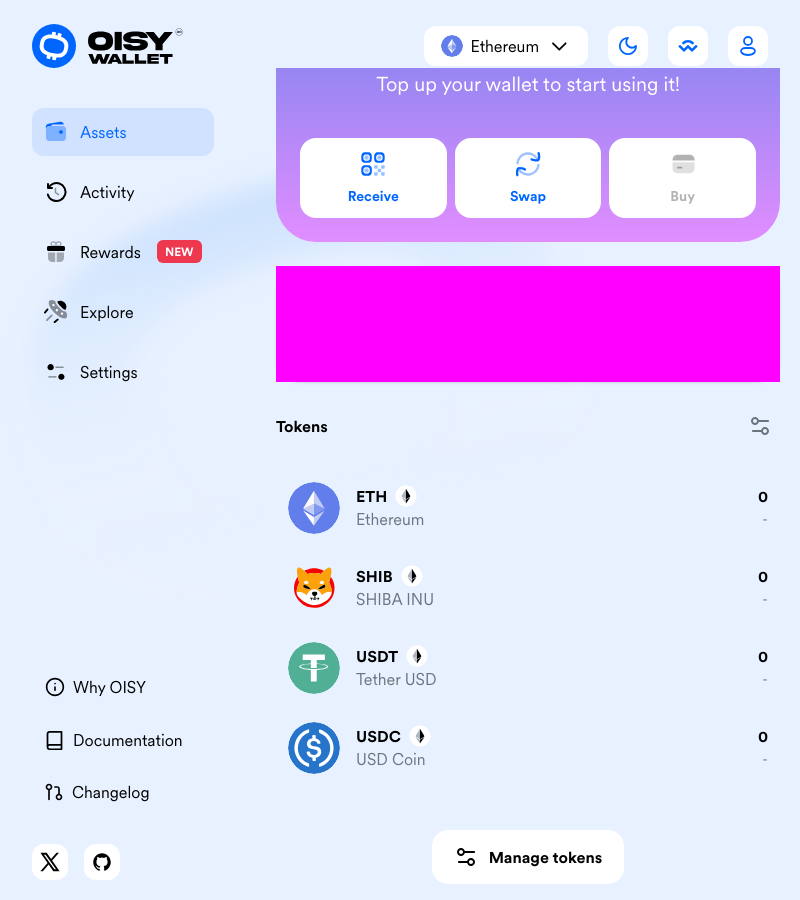 OISY
WALLET
Ethereum
Top up your wallet to start using it!
Receive
Swap
Buy
Assets
Activity
Rewards NEW
Explore
Settings
Tokens
ETH
0
Ethereum
-
SHIB
0
SHIBA INU
-
USDT
0
Tether USD
-
USDC
0
USD Coin
-
Why OISY
Documentation
Changelog
Manage tokens